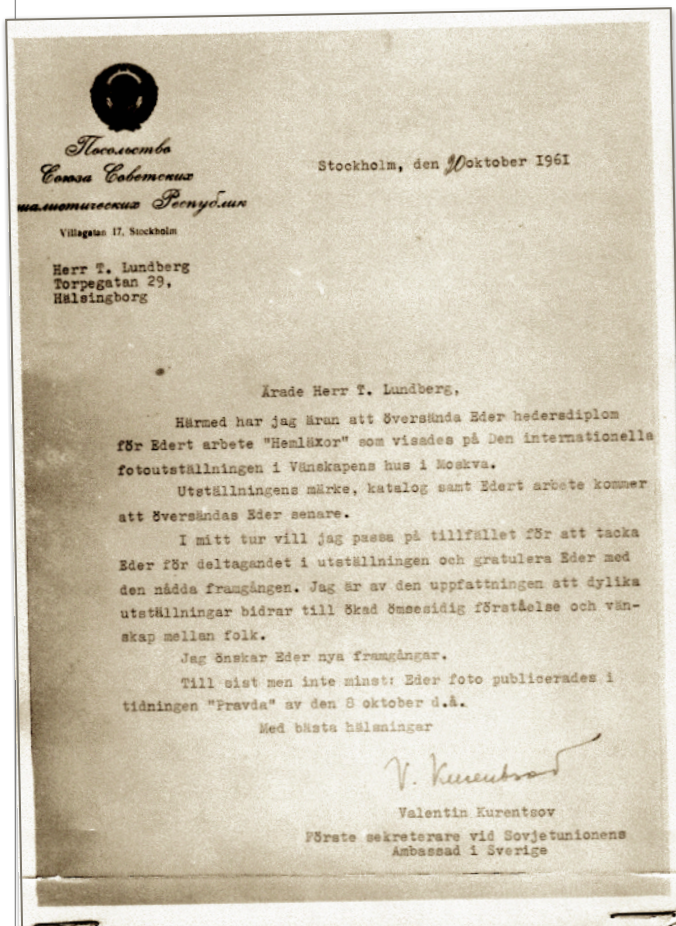 Посольство
Союза Советских
циалистических Республик
Villagatan 17, Stockholm
Stockholm, den 20 oktober 1961
Herr T. Lundberg
Torpegatan 29,
Hälsingborg
Ärade Herr T. Lundberg,
Härmed har jag äran att översända Eder hedersdiplom
för Edert arbete "Hemläxor" som visades på Den internationella
fotoutställningen i Vänskapens hus i Moskva.
Utställningens märke, katalog samt Edert arbete kommer
att översändas Eder senare.
I mitt tur vill jag passa på tillfället för att tacka
Eder för deltagandet i utställningen och gratulera Eder med
den nådda framgången. Jag är av den uppfattningen att dylika
utställningar bidrar till ökad ömsesidig förståelse och vän-
skap mellan folk.
Jag önskar Eder nya framgångar.
Till sist men inte minst: Eder foto publicerades i
tidningen "Pravda" av den 8 oktober d.å.
Med bästa hälsningar
V. Kurentsov
Valentin Kurentsov
Förste sekreterare vid Sovjetunionens
Ambassad i Sverige